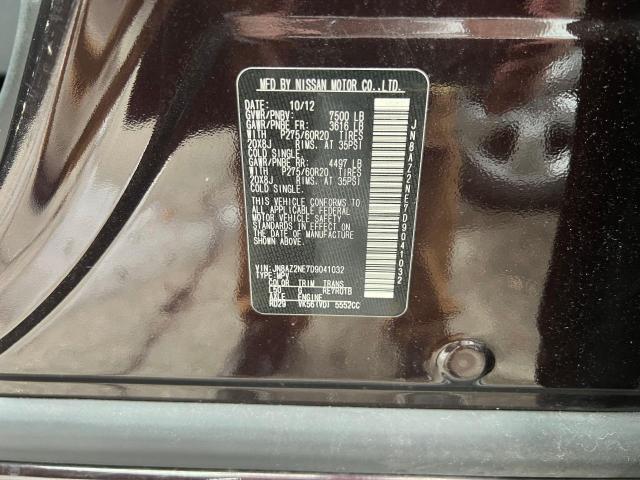 MFD BY NISSAN MOTOR CO.,LTD.
DATE: 10/12
GVWR/PNBV: 7500 LB
GAWR/PNBE FR: 3616 LB
WITH P275/60R20 TIRES
20X8J RIMS. AT 35PSI
COLD SINGLE.
GAWR/PNBE RR: 4497 LB
WITH P275/60R20 TIRES
20X8J RIMS. AT 35PSI
COLD SINGLE.
THIS VEHICLE CONFORMS TO
ALL APPLICABLE FEDERAL
MOTOR VEHICLE SAFETY
STANDARDS IN EFFECT ON
THE DATE OF MANUFACTURE
SHOWN ABOVE.
VIN: JN8AZ2NE7D9041032
TYPE:MPV
COLOR TRIM TRANS
L50 G RE7R01B
AXLE ENGINE
RD29 VK56(VD) 5552CC
JN8AZ2NE7D9041032